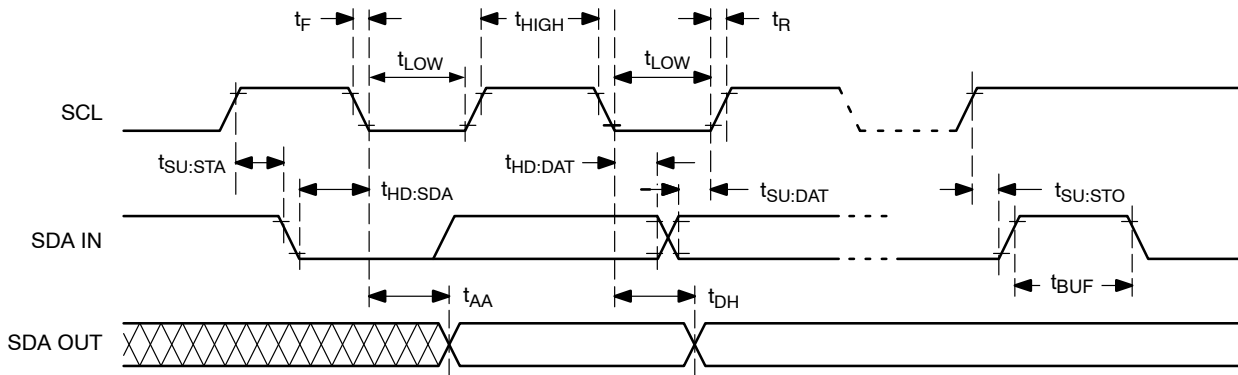 tF tHIGH tR
tLOW tLOW
SCL
tSU:STA tHD:SDA tHD:DAT tSU:DAT tSU:STO
SDA IN
tBUF
tAA tDH
SDA OUT